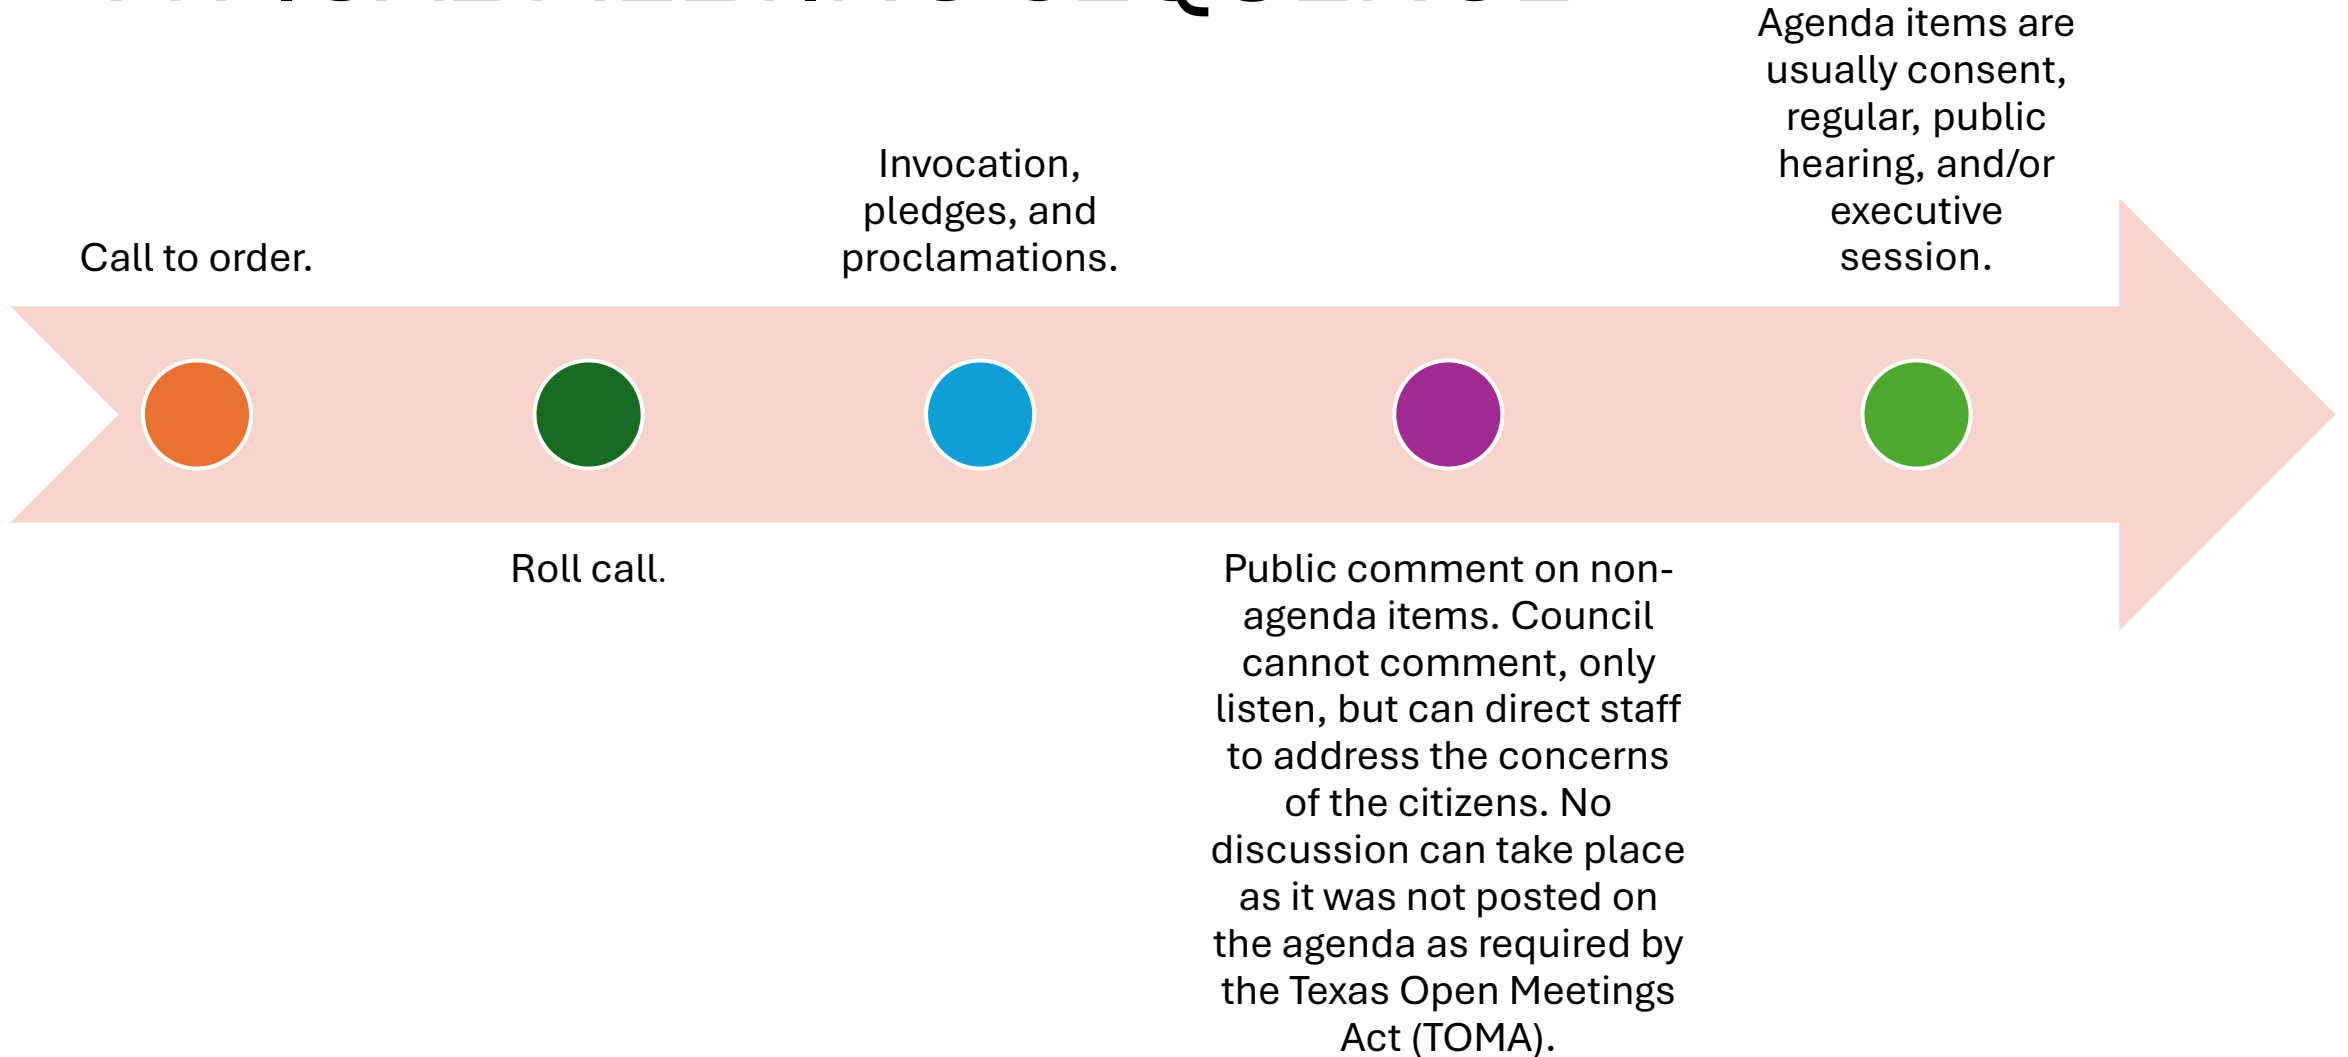 Call to order.
Roll call.
Invocation,
pledges, and
proclamations.
Public comment on non-
agenda items. Council
cannot comment, only
listen, but can direct staff
to address the concerns
of the citizens. No
discussion can take place
as it was not posted on
the agenda as required by
the Texas Open Meetings
Act (TOMA).
Agenda items are
usually consent,
regular, public
hearing, and/or
executive
session.